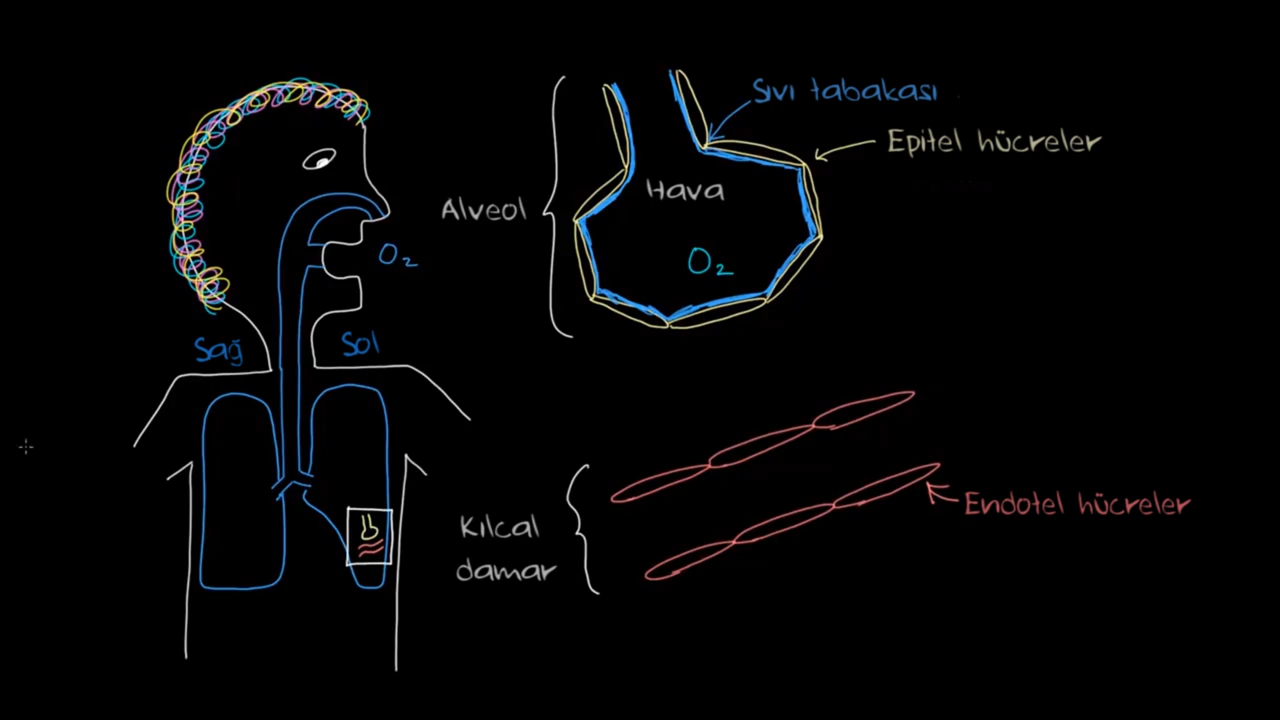 Sıvı tabakası
Epitel hücreler
Hava
Alveol
O₂
O₂
Sağ
Sol
Endotel hücreler
Kılcal
damar